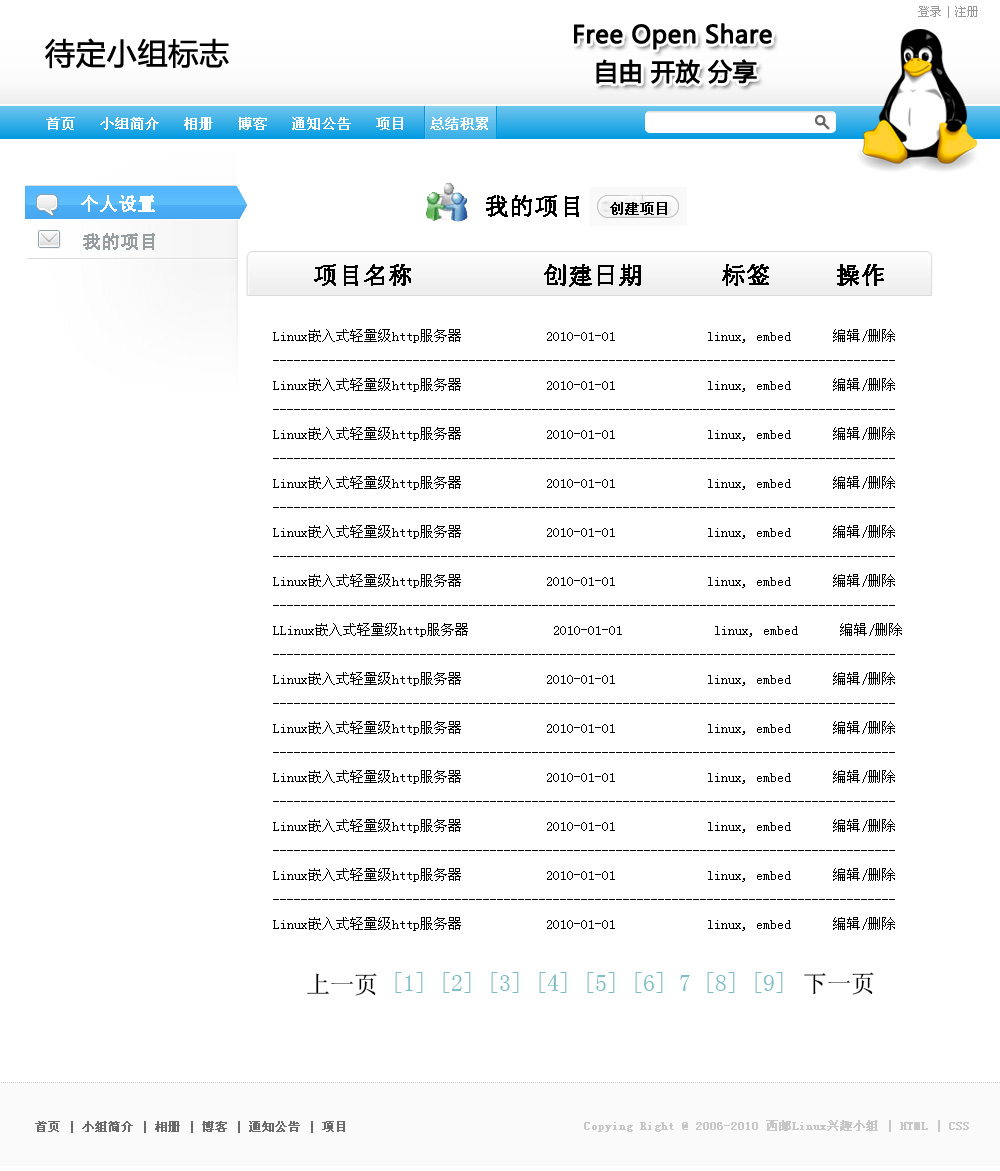 登录 | 注册
待定小组标志
Free Open Share
自由 开放 分享
首页 小组简介 相册 博客 通知公告 项目 总结积累
个人设置
我的项目
我的项目 创建项目
项目名称 创建日期 标签 操作
Linux嵌入式轻量级http服务器 2010-01-01 linux, embed 编辑/删除
Linux嵌入式轻量级http服务器 2010-01-01 linux, embed 编辑/删除
Linux嵌入式轻量级http服务器 2010-01-01 linux, embed 编辑/删除
Linux嵌入式轻量级http服务器 2010-01-01 linux, embed 编辑/删除
Linux嵌入式轻量级http服务器 2010-01-01 linux, embed 编辑/删除
Linux嵌入式轻量级http服务器 2010-01-01 linux, embed 编辑/删除
LLinux嵌入式轻量级http服务器 2010-01-01 linux, embed 编辑/删除
Linux嵌入式轻量级http服务器 2010-01-01 linux, embed 编辑/删除
Linux嵌入式轻量级http服务器 2010-01-01 linux, embed 编辑/删除
Linux嵌入式轻量级http服务器 2010-01-01 linux, embed 编辑/删除
Linux嵌入式轻量级http服务器 2010-01-01 linux, embed 编辑/删除
Linux嵌入式轻量级http服务器 2010-01-01 linux, embed 编辑/删除
Linux嵌入式轻量级http服务器 2010-01-01 linux, embed 编辑/删除
上一页 [1] [2] [3] [4] [5] [6] 7 [8] [9] 下一页
首页 | 小组简介 | 相册 | 博客 | 通知公告 | 项目
Copying Right @ 2006-2010 西邮Linux兴趣小组 | HTML | CSS